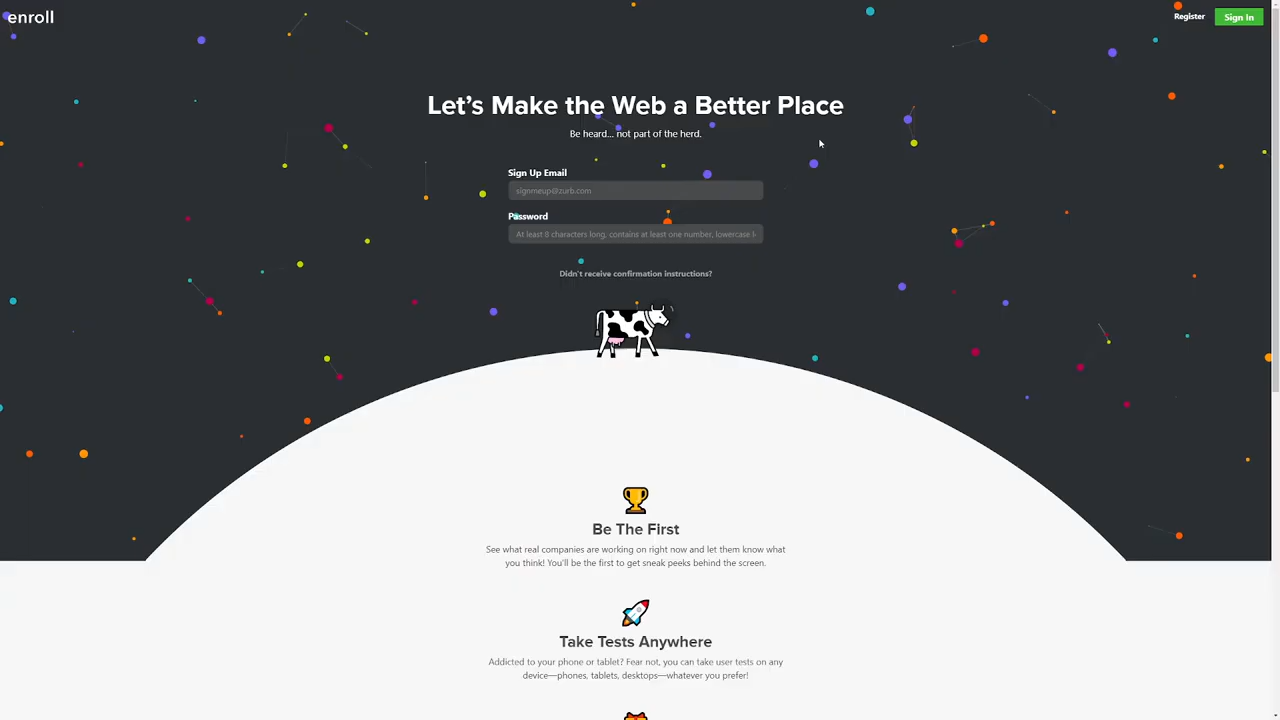 enroll
Register
Sign In
Let's Make the Web a Better Place
Be heard... not part of the herd.
Sign Up Email
signmeup@zurb.com
Password
At least 8 characters long, contains at least one number, lowercase
Didn't receive confirmation instructions?
Be The First
See what real companies are working on right now and let them know what
you think! You'll be the first to get sneak peeks behind the screen.
Take Tests Anywhere
Addicted to your phone or tablet? Fear not, you can take user tests on any
device—phones, tablets, desktops—whatever you prefer!